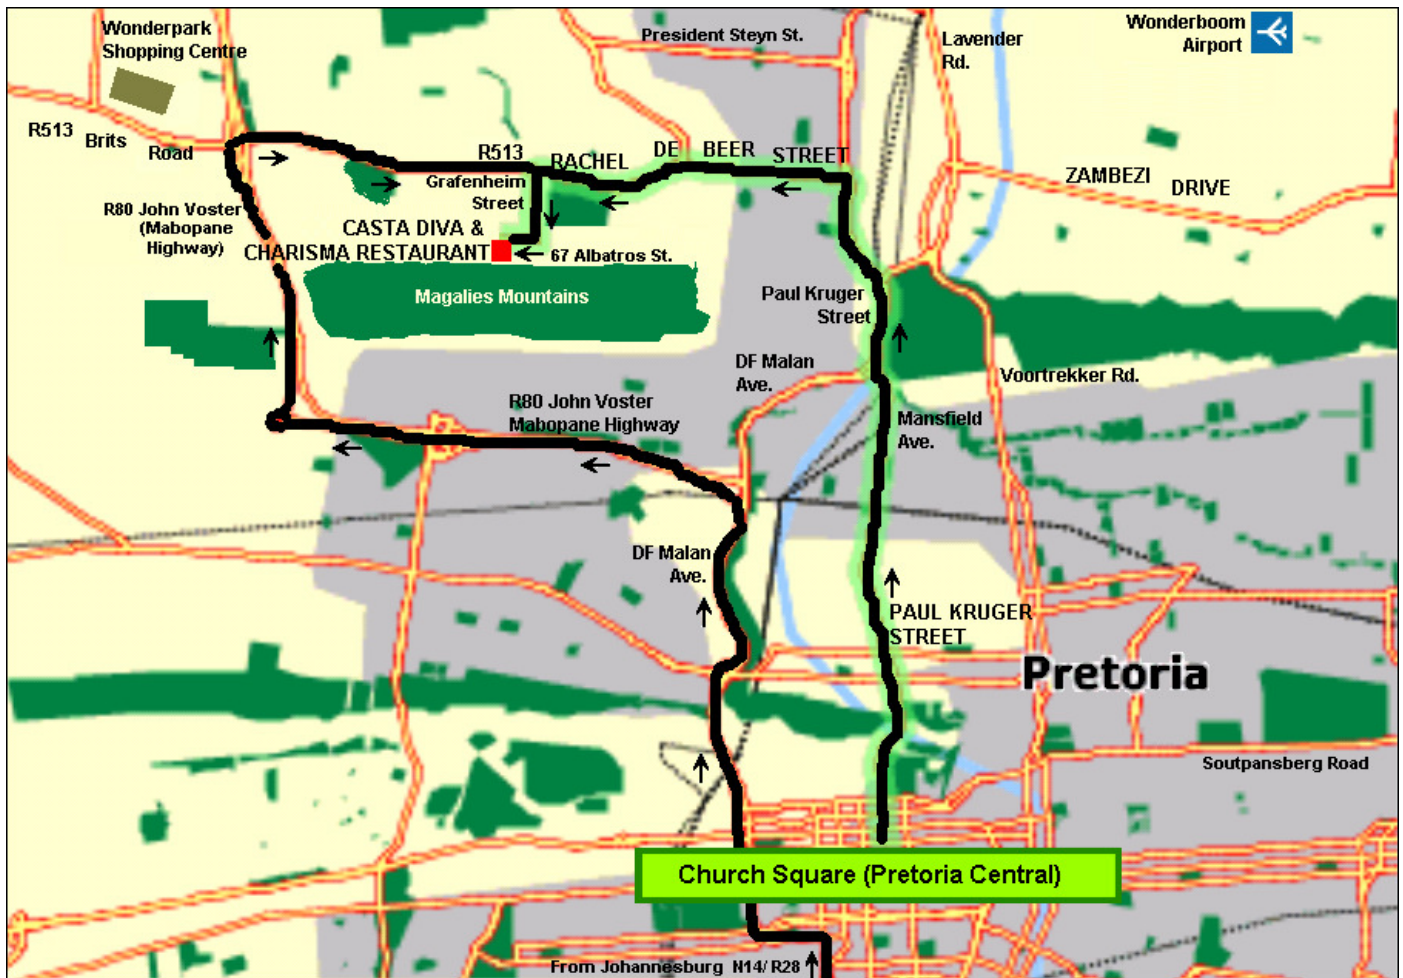 Wonderpark
Shopping Centre
President Steyn St.
Lavender
Rd.
Wonderboom
Airport
R513 Brits Road
R513
RACHEL DE BEER STREET
ZAMBEZI DRIVE
Grafenheim
Street
R80 John Voster
(Mabopane
Highway)
CASTA DIVA &
CHARISMA RESTAURANT
67 Albatros St.
Magalies Mountains
Paul Kruger
Street
DF Malan
Ave.
Voortrekker Rd.
R80 John Voster
Mabopane Highway
Mansfield
Ave.
DF Malan
Ave.
PAUL KRUGER
STREET
Pretoria
Soutpansberg Road
Church Square (Pretoria Central)
From Johannesburg N14/ R28